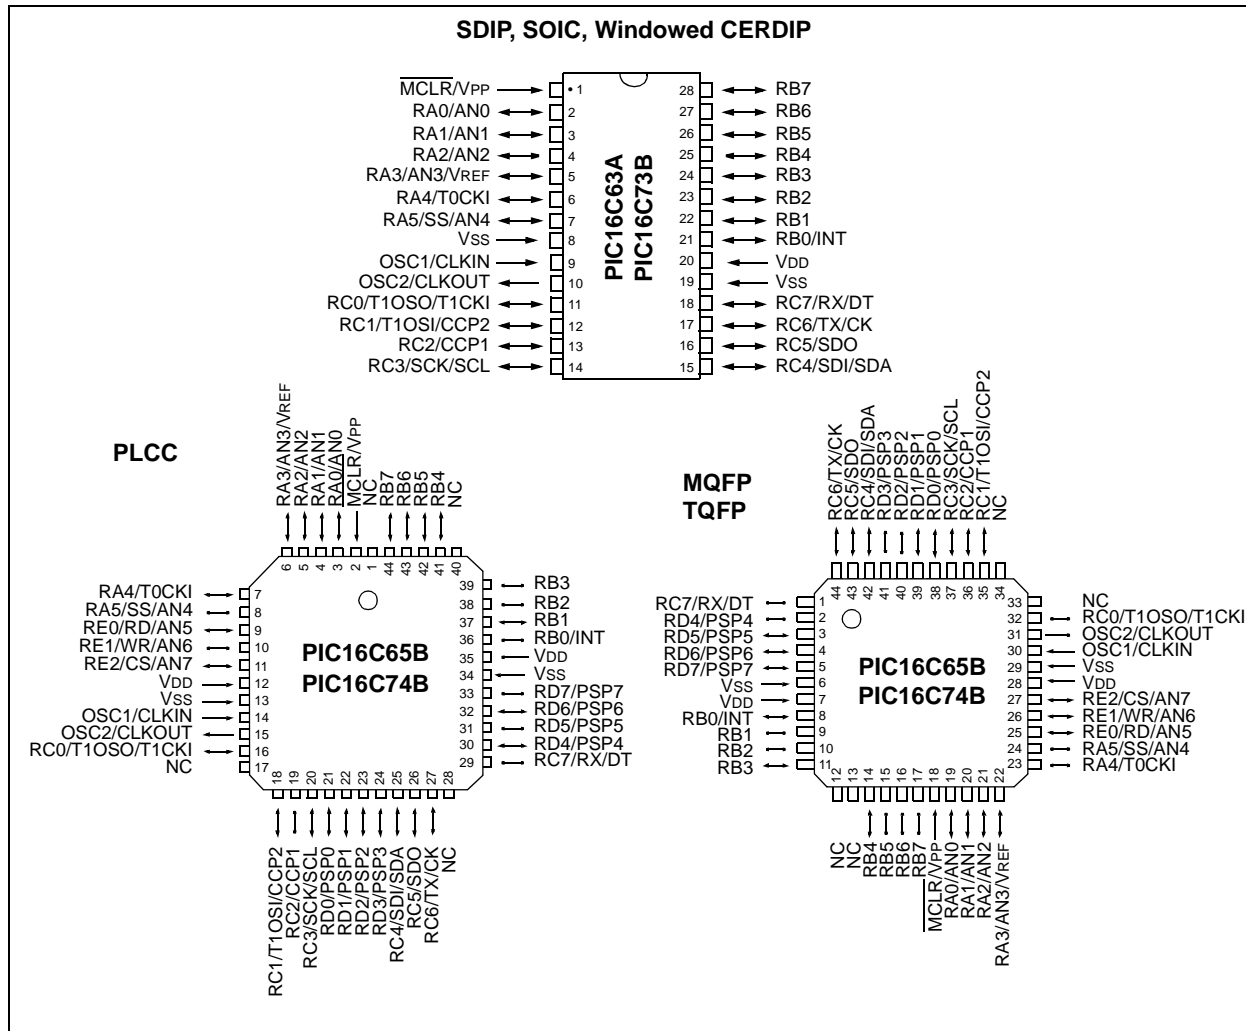 SDIP, SOIC, Windowed CERDIP
MCLR/VPP 1 28 RB7
RA0/AN0 2 27 RB6
RA1/AN1 3 26 RB5
RA2/AN2 4 25 RB4
RA3/AN3/VREF 5 24 RB3
RA4/T0CKI 6 23 RB2
RA5/SS/AN4 7 22 RB1
VSS 8 21 RB0/INT
OSC1/CLKIN 9 20 VDD
OSC2/CLKOUT 10 19 VSS
RC0/T1OSO/T1CKI 11 18 RC7/RX/DT
RC1/T1OSI/CCP2 12 17 RC6/TX/CK
RC2/CCP1 13 16 RC5/SDO
RC3/SCK/SCL 14 15 RC4/SDI/SDA
PIC16C63A
PIC16C73B
PLCC
RA3/AN3/VREF
RA2/AN2
RA1/AN1
RA0/AN0
MCLR/VPP
NC
RB7
RB6
RB5
RB4
NC
6 5 4 3 2 1 44 43 42 41 40
RA4/T0CKI 7 39 RB3
RA5/SS/AN4 8 38 RB2
RE0/RD/AN5 9 37 RB1
RE1/WR/AN6 10 36 RB0/INT
RE2/CS/AN7 11 35 VDD
VDD 12 34 VSS
VSS 13 33 RD7/PSP7
OSC1/CLKIN 14 32 RD6/PSP6
OSC2/CLKOUT 15 31 RD5/PSP5
RC0/T1OSO/T1CKI 16 30 RD4/PSP4
NC 17 29 RC7/RX/DT
PIC16C65B
PIC16C74B
18 19 20 21 22 23 24 25 26 27 28
RC1/T1OSI/CCP2
RC2/CCP1
RC3/SCK/SCL
RD0/PSP0
RD1/PSP1
RD2/PSP2
RD3/PSP3
RC4/SDI/SDA
RC5/SDO
RC6/TX/CK
NC
MQFP
TQFP
RC6/TX/CK
RC5/SDO
RC4/SDI/SDA
RD3/PSP3
RD2/PSP2
RD1/PSP1
RD0/PSP0
RC3/SCK/SCL
RC2/CCP1
RC1/T1OSI/CCP2
NC
44 43 42 41 40 39 38 37 36 35 34
RC7/RX/DT 1 33 NC
RD4/PSP4 2 32 RC0/T1OSO/T1CKI
RD5/PSP5 3 31 OSC2/CLKOUT
RD6/PSP6 4 30 OSC1/CLKIN
RD7/PSP7 5 29 VSS
VSS 6 28 VDD
VDD 7 27 RE2/CS/AN7
RB0/INT 8 26 RE1/WR/AN6
RB1 9 25 RE0/RD/AN5
RB2 10 24 RA5/SS/AN4
RB3 11 23 RA4/T0CKI
PIC16C65B
PIC16C74B
12 13 14 15 16 17 18 19 20 21 22
NC
NC
RB4
RB5
RB6
RB7
MCLR/VPP
RA0/AN0
RA1/AN1
RA2/AN2
RA3/AN3/VREF